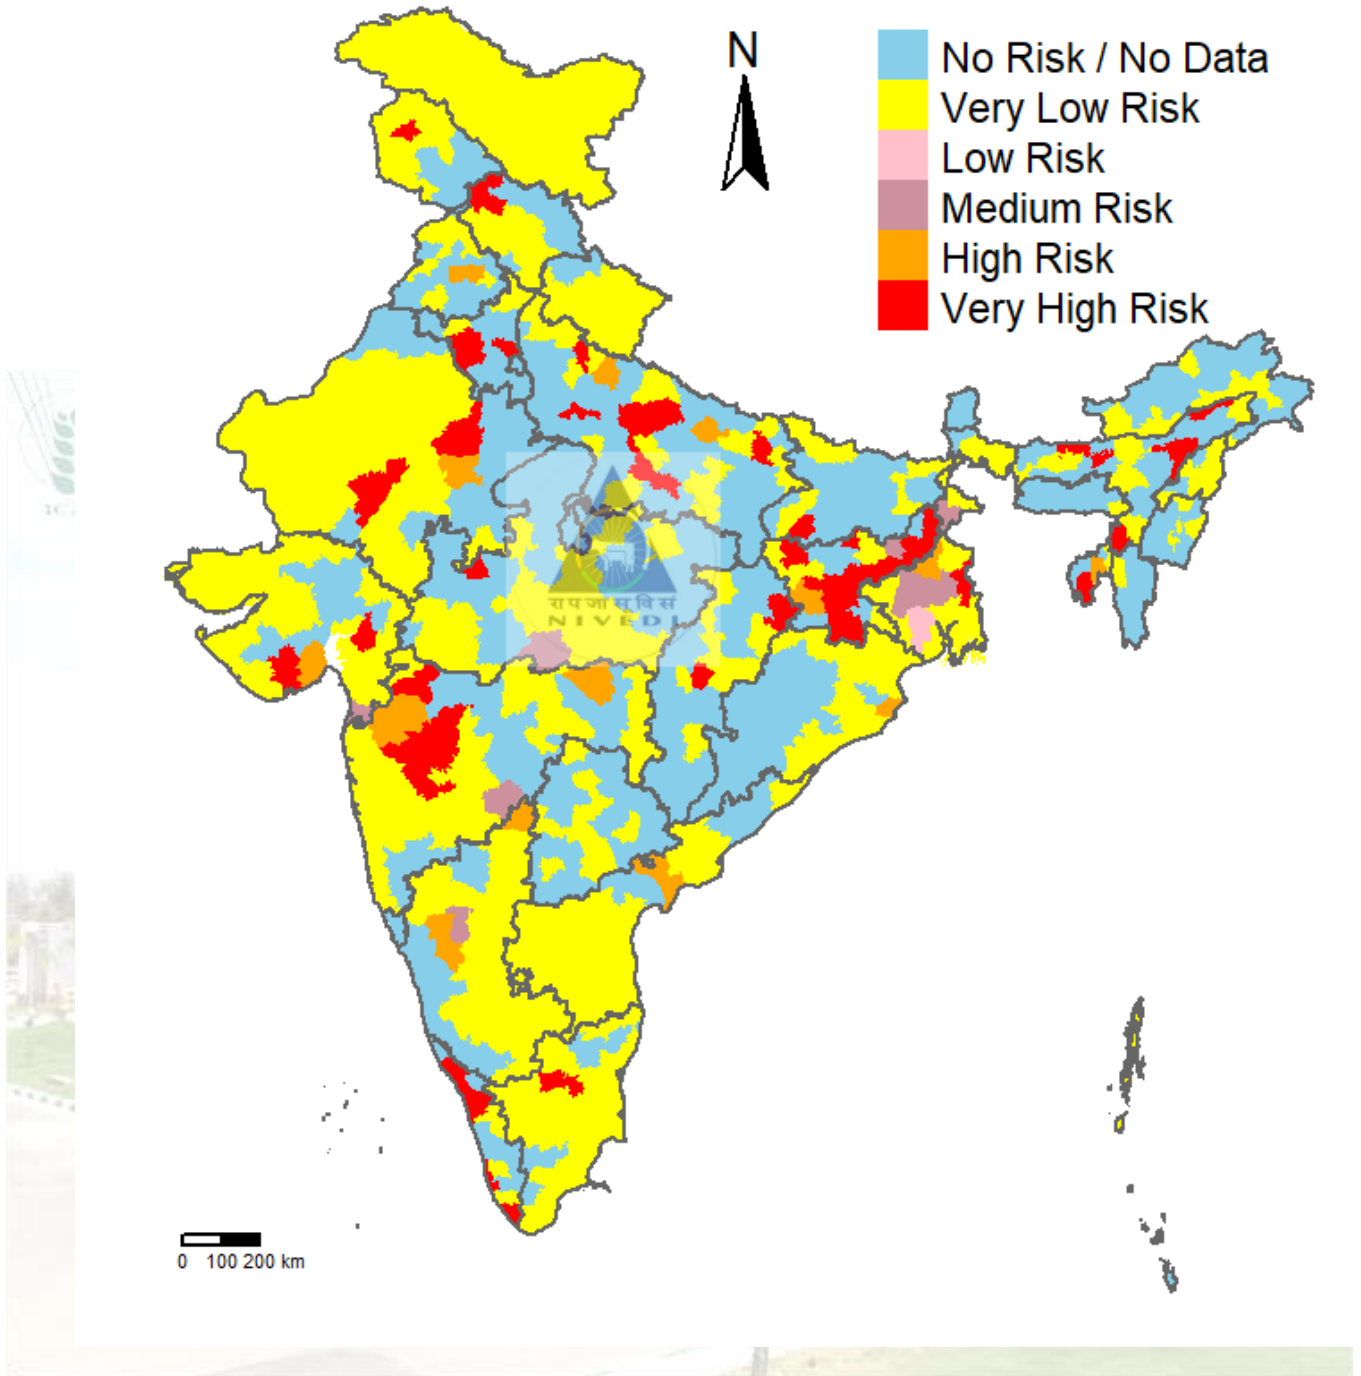 N
No Risk / No Data
Very Low Risk
Low Risk
Medium Risk
High Risk
Very High Risk
रा प जा सू वि सं
NIVEDI
0 100 200 km